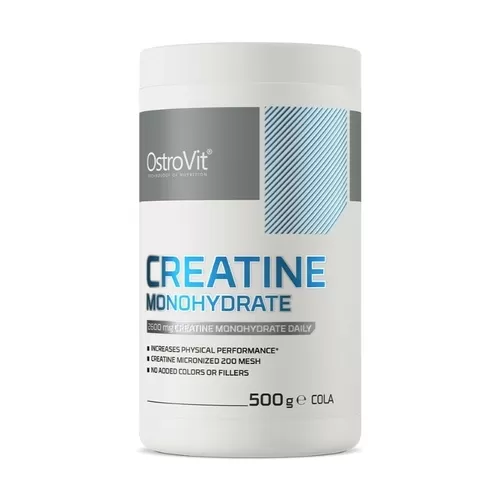 OstroVit
CREATINE
MONOHYDRATE
2500 mg CREATINE MONOHYDRATE DAILY
INCREASES PHYSICAL PERFORMANCE*
CREATINE MICRONIZED 200 MESH
NO ADDED COLORS OR FILLERS
500 g ℮ COLA